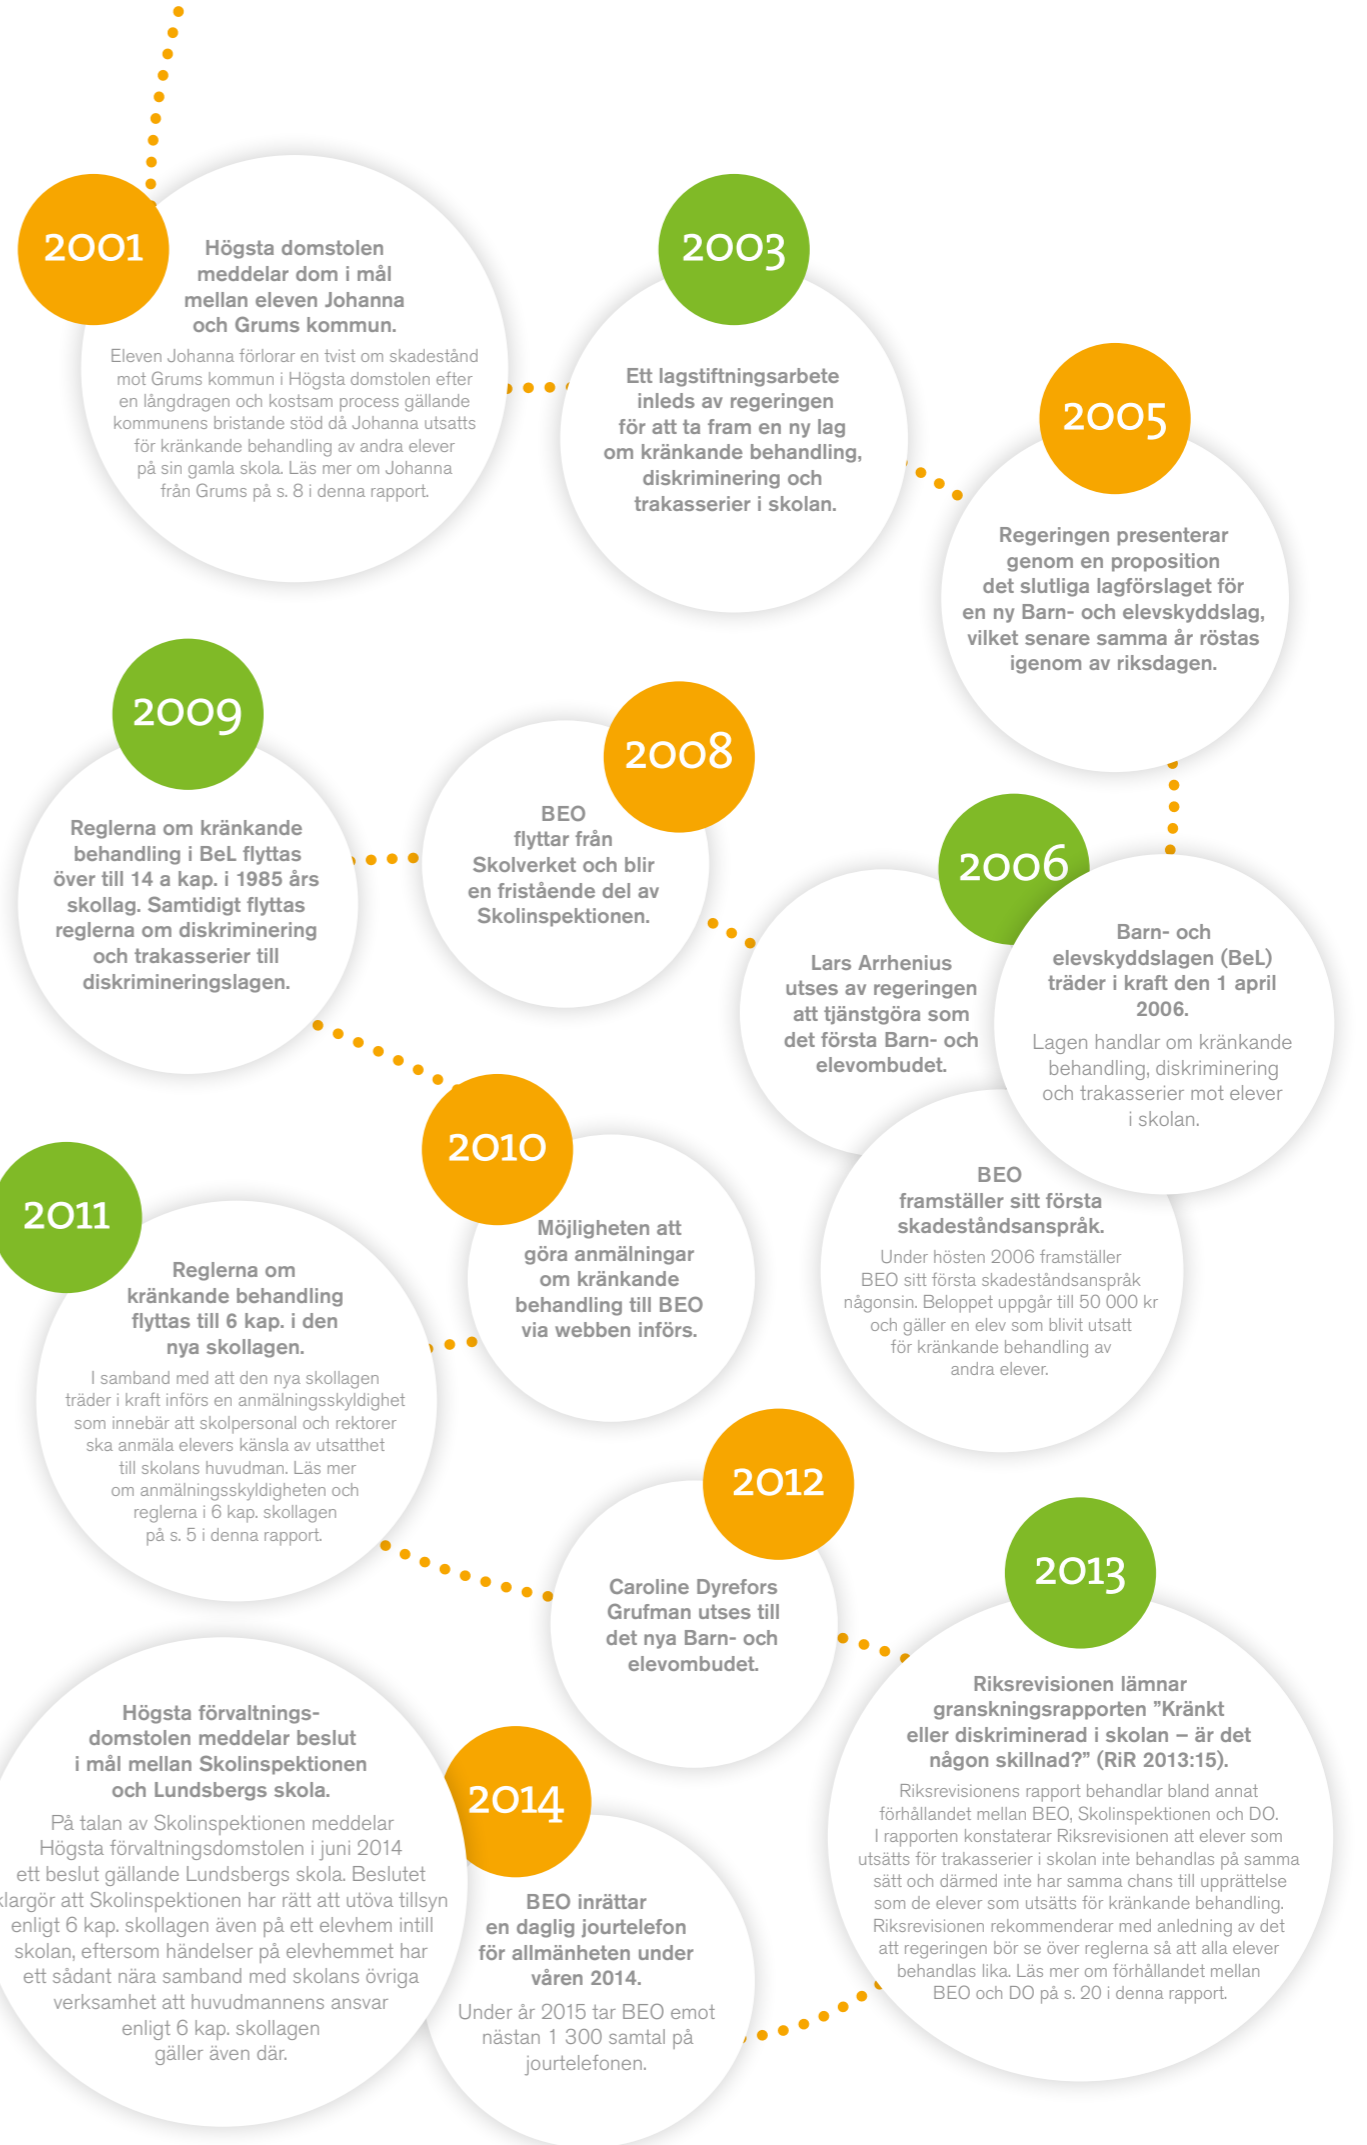 2001
Högsta domstolen
meddelar dom i mål
mellan eleven Johanna
och Grums kommun.
Eleven Johanna förlorar en tvist om skadestånd
mot Grums kommun i Högsta domstolen efter
en långdragen och kostsam process gällande
kommunens bristande stöd då Johanna utsatts
för kränkande behandling av andra elever
på sin gamla skola. Läs mer om Johanna
från Grums på s. 8 i denna rapport.
2003
Ett lagstiftningsarbete
inleds av regeringen
för att ta fram en ny lag
om kränkande behandling,
diskriminering och
trakasserier i skolan.
2005
Regeringen presenterar
genom en proposition
det slutliga lagförslaget för
en ny Barn- och elevskyddslag,
vilket senare samma år röstas
igenom av riksdagen.
2006
Barn- och
elevskyddslagen (BeL)
träder i kraft den 1 april
2006.
Lagen handlar om kränkande
behandling, diskriminering
och trakasserier mot elever
i skolan.
Lars Arrhenius
utses av regeringen
att tjänstgöra som
det första Barn- och
elevombudet.
BEO
framställer sitt första
skadeståndsanspråk.
Under hösten 2006 framställer
BEO sitt första skadeståndsanspråk
någonsin. Beloppet uppgår till 50 000 kr
och gäller en elev som blivit utsatt
för kränkande behandling av
andra elever.
2008
BEO
flyttar från
Skolverket och blir
en fristående del av
Skolinspektionen.
2009
Reglerna om kränkande
behandling i BeL flyttas
över till 14 a kap. i 1985 års
skollag. Samtidigt flyttas
reglerna om diskriminering
och trakasserier till
diskrimineringslagen.
2010
Möjligheten att
göra anmälningar
om kränkande
behandling till BEO
via webben införs.
2011
Reglerna om
kränkande behandling
flyttas till 6 kap. i den
nya skollagen.
I samband med att den nya skollagen
träder i kraft införs en anmälningsskyldighet
som innebär att skolpersonal och rektorer
ska anmäla elevers känsla av utsatthet
till skolans huvudman. Läs mer
om anmälningsskyldigheten och
reglerna i 6 kap. skollagen
på s. 5 i denna rapport.
2012
Caroline Dyrefors
Grufman utses till
det nya Barn- och
elevombudet.
2013
Riksrevisionen lämnar
granskningsrapporten ”Kränkt
eller diskriminerad i skolan – är det
någon skillnad?” (RiR 2013:15).
Riksrevisionens rapport behandlar bland annat
förhållandet mellan BEO, Skolinspektionen och DO.
I rapporten konstaterar Riksrevisionen att elever som
utsätts för trakasserier i skolan inte behandlas på samma
sätt och därmed inte har samma chans till upprättelse
som de elever som utsätts för kränkande behandling.
Riksrevisionen rekommenderar med anledning av det
att regeringen bör se över reglerna så att alla elever
behandlas lika. Läs mer om förhållandet mellan
BEO och DO på s. 20 i denna rapport.
2014
BEO inrättar
en daglig jourtelefon
för allmänheten under
våren 2014.
Under år 2015 tar BEO emot
nästan 1 300 samtal på
jourtelefonen.
Högsta förvaltnings-
domstolen meddelar beslut
i mål mellan Skolinspektionen
och Lundsbergs skola.
På talan av Skolinspektionen meddelar
Högsta förvaltningsdomstolen i juni 2014
ett beslut gällande Lundsbergs skola. Beslutet
klargör att Skolinspektionen har rätt att utöva tillsyn
enligt 6 kap. skollagen även på ett elevhem intill
skolan, eftersom händelser på elevhemmet har
ett sådant nära samband med skolans övriga
verksamhet att huvudmannens ansvar
enligt 6 kap. skollagen
gäller även där.